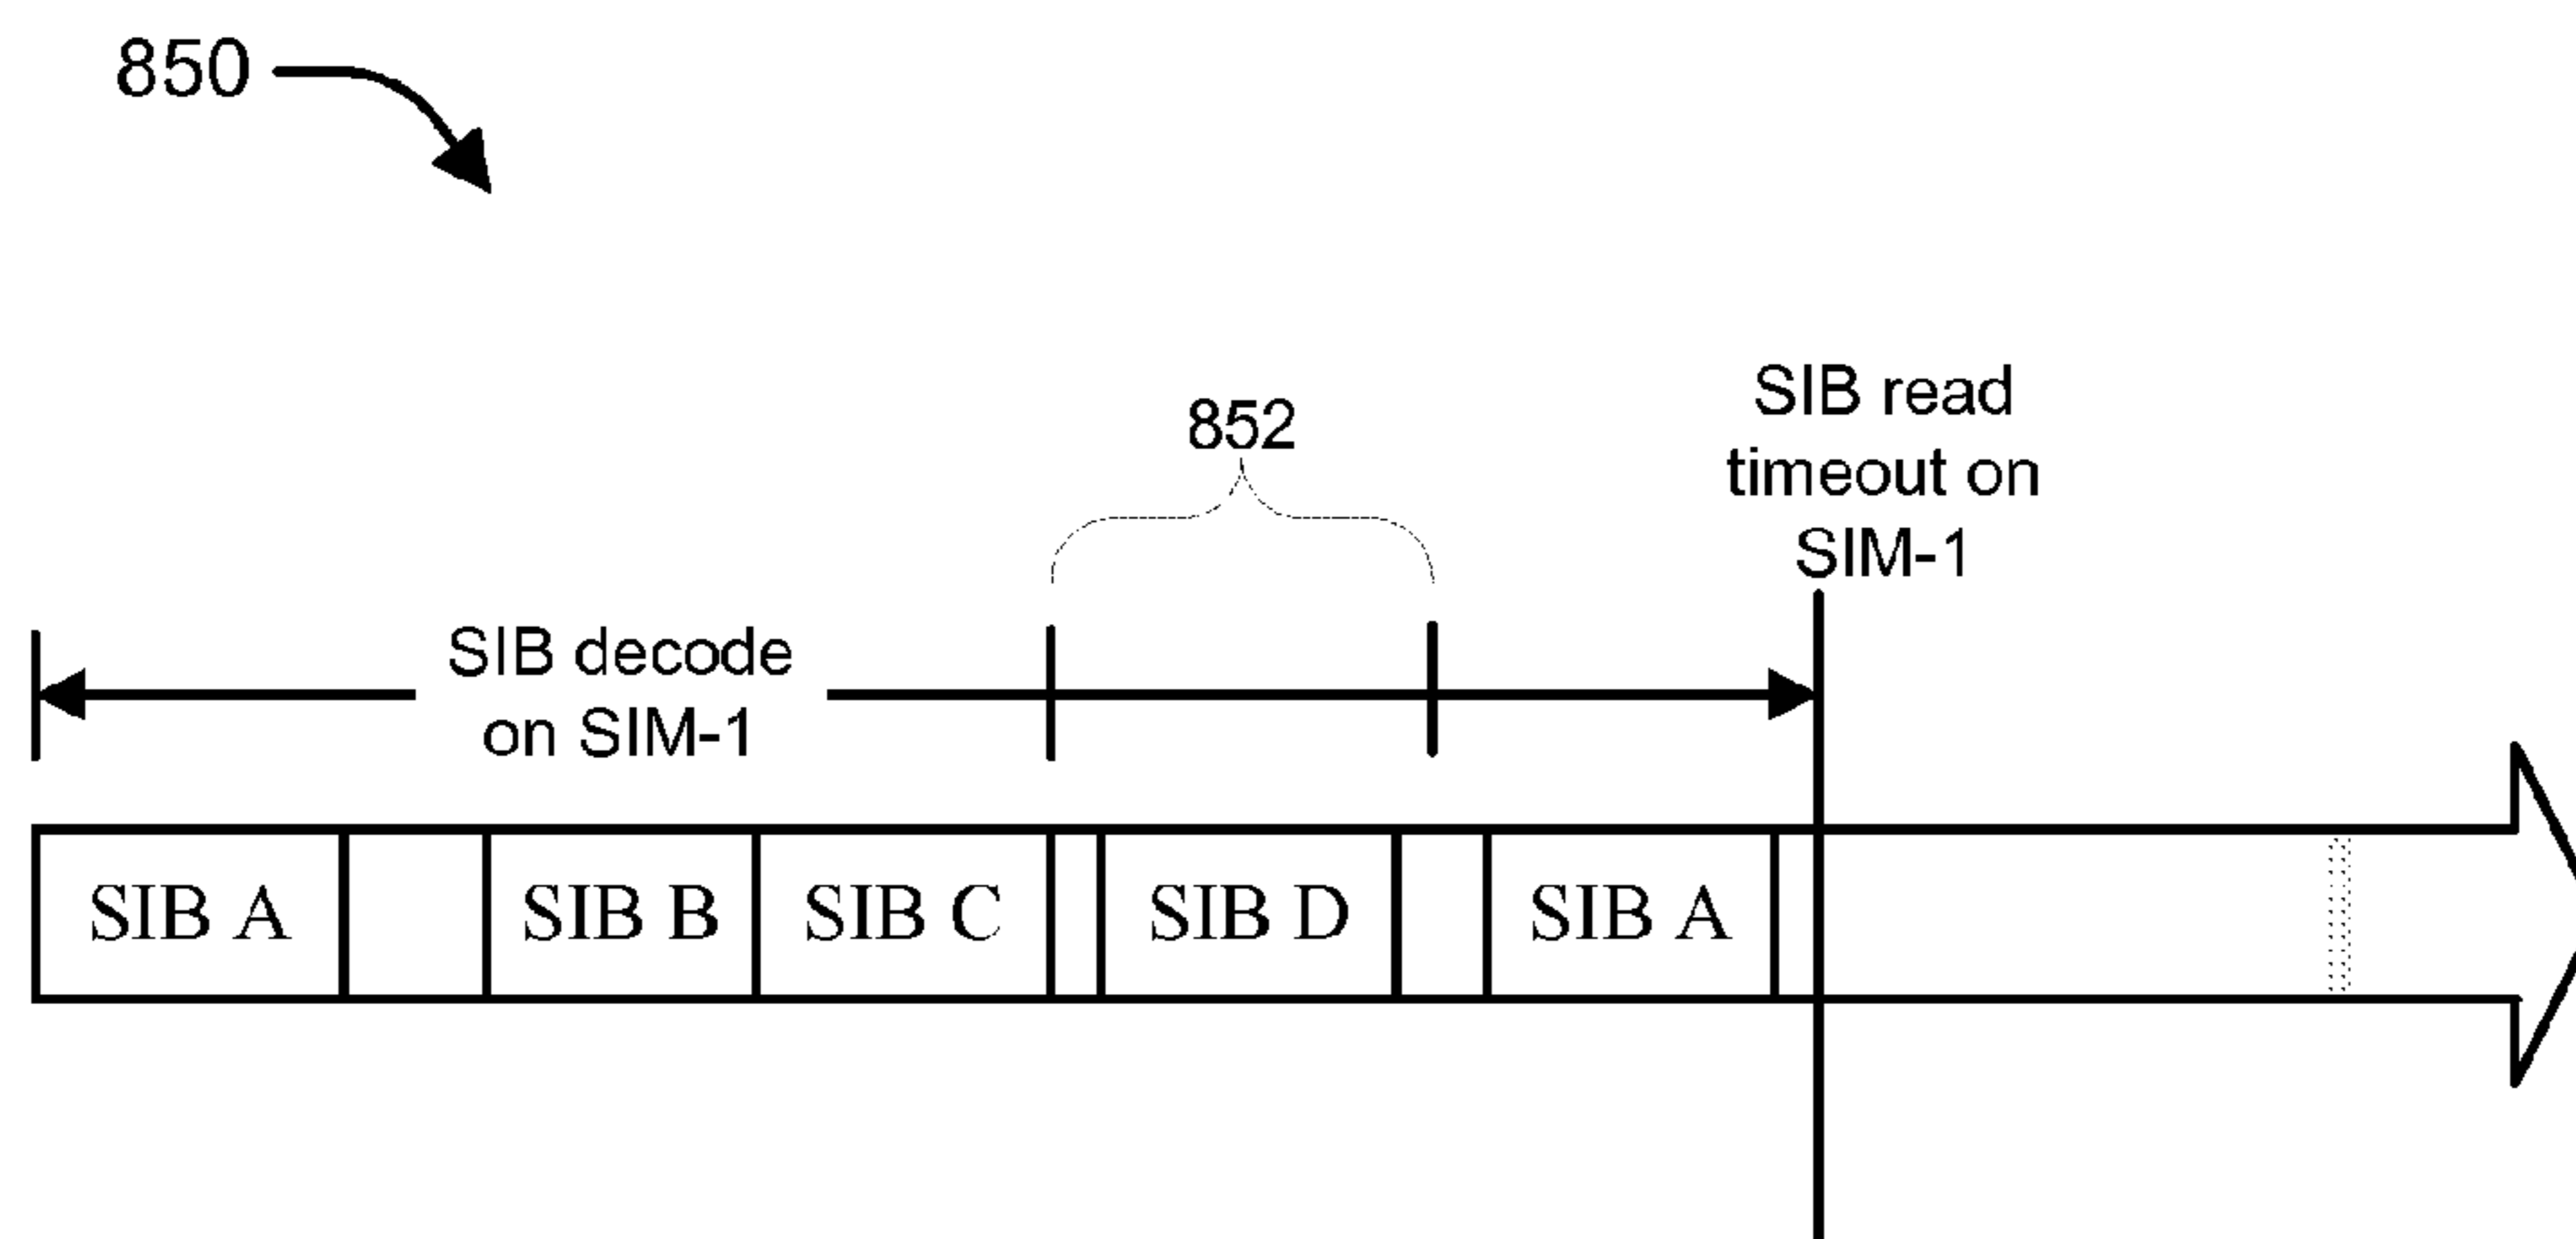 850
852
SIB read
timeout on
SIM-1
SIB decode
on SIM-1
SIB A
SIB B
SIB C
SIB D
SIB A